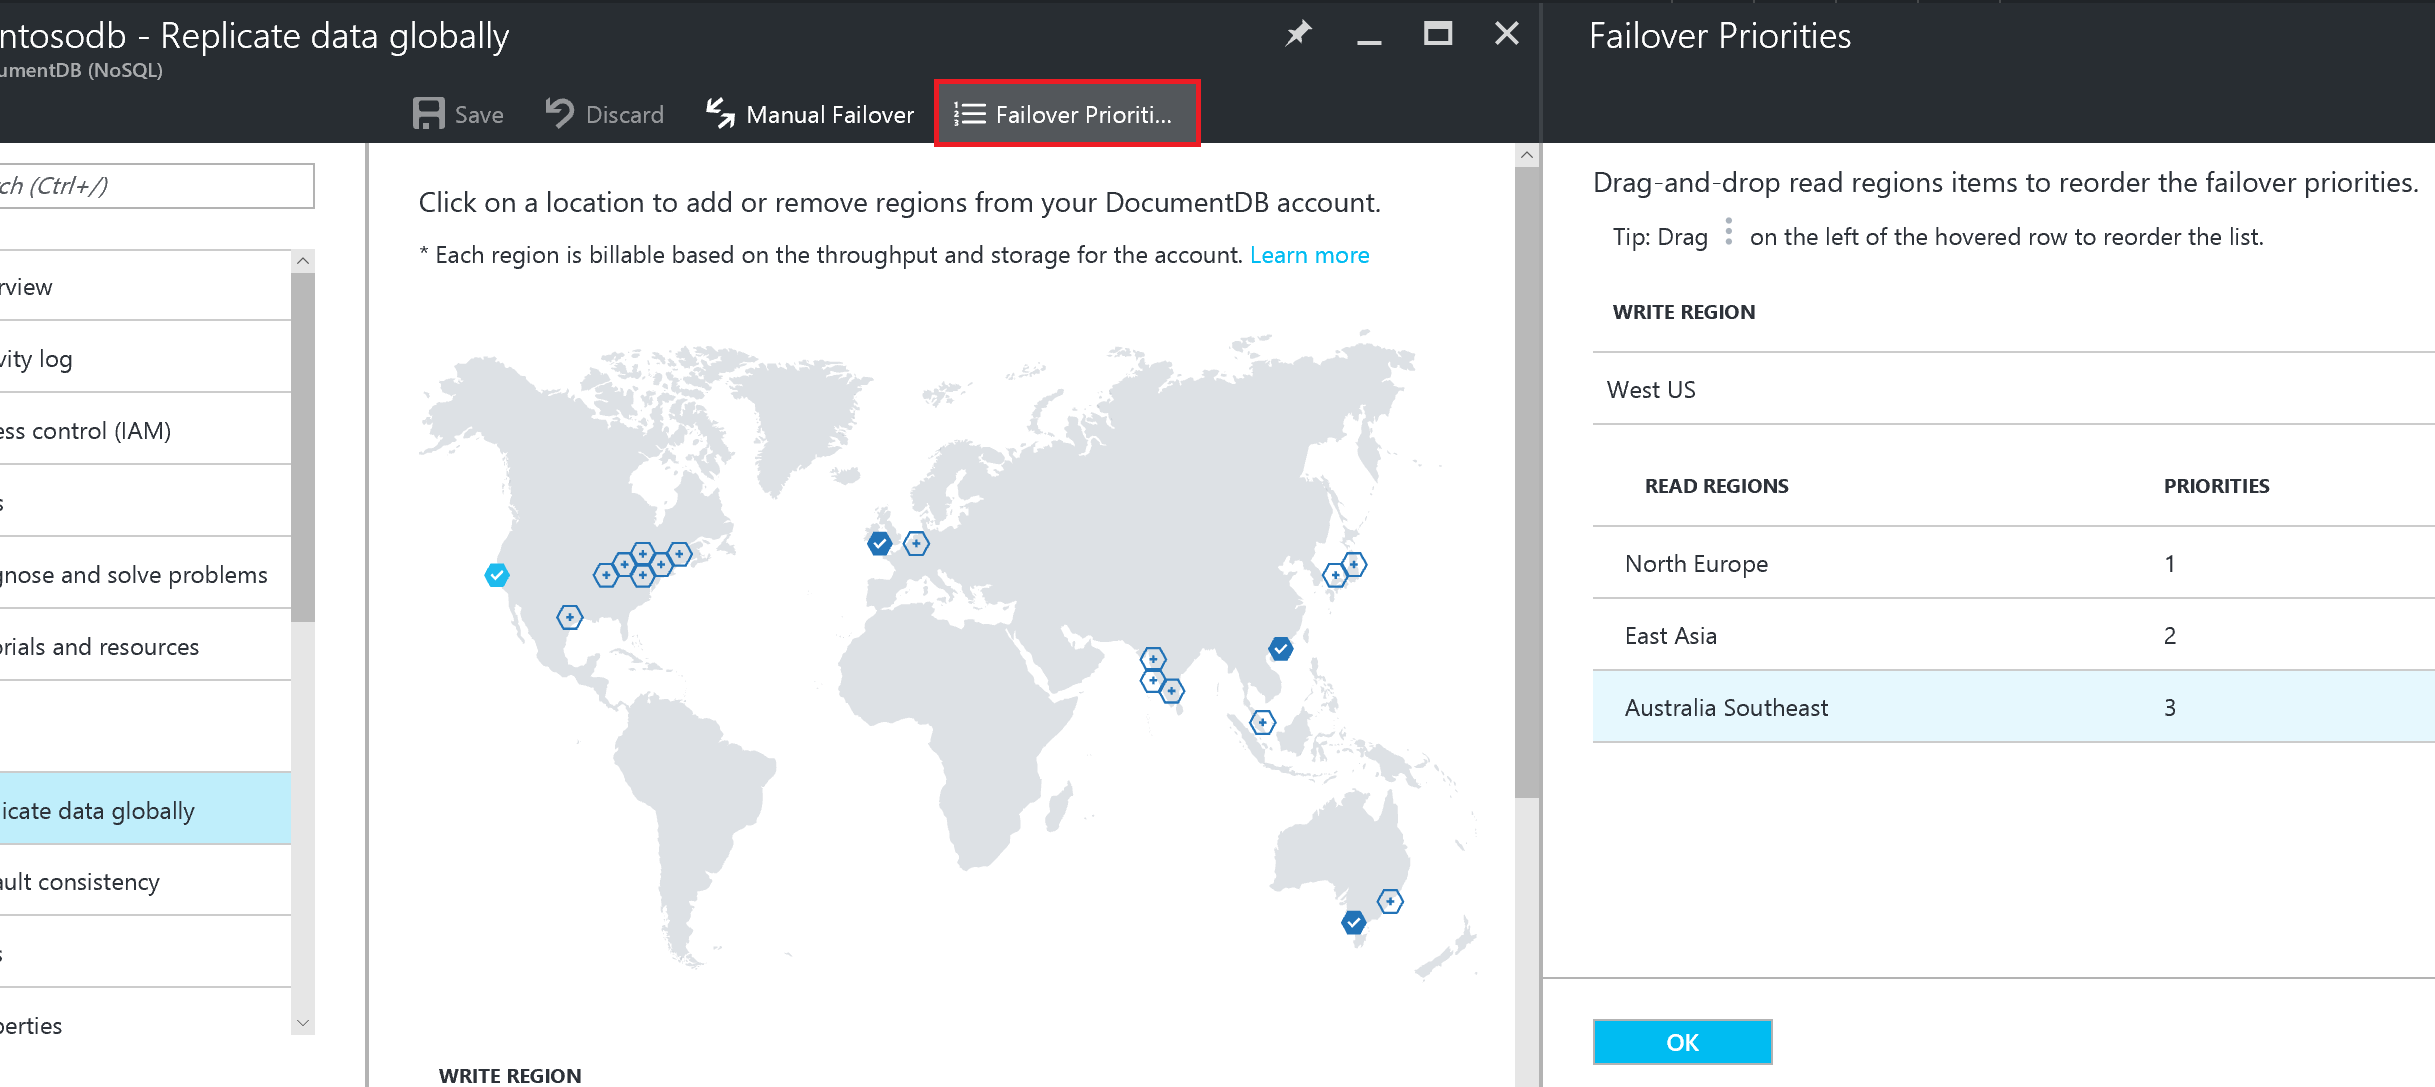 ntosodb - Replicate data globally
umentDB (NoSQL)
Save
Discard
Manual Failover
Failover Prioriti...
rch (Ctrl+/)
rview
vity log
ess control (IAM)
s
gnose and solve problems
orials and resources
licate data globally
ault consistency
s
perties
Click on a location to add or remove regions from your DocumentDB account.
* Each region is billable based on the throughput and storage for the account. Learn more
WRITE REGION
Failover Priorities
Drag-and-drop read regions items to reorder the failover priorities.
Tip: Drag ⋮ on the left of the hovered row to reorder the list.
WRITE REGION
West US
READ REGIONS PRIORITIES
North Europe 1
East Asia 2
Australia Southeast 3
OK